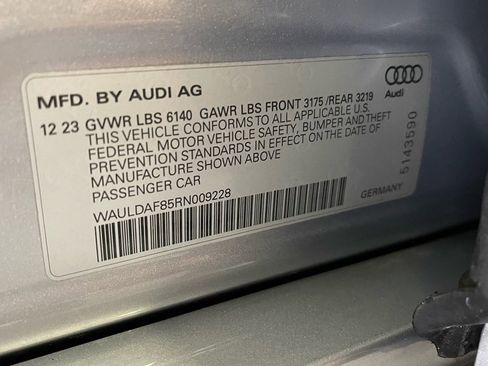 MFD. BY AUDI AG
Audi
12 23 GVWR LBS 6140 GAWR LBS FRONT 3175 /REAR 3219
THIS VEHICLE CONFORMS TO ALL APPLICABLE U.S.
FEDERAL MOTOR VEHICLE SAFETY, BUMPER AND THEFT
PREVENTION STANDARDS IN EFFECT ON THE DATE OF
MANUFACTURE SHOWN ABOVE
PASSENGER CAR
WAULDAF85RN009228
GERMANY
5143590